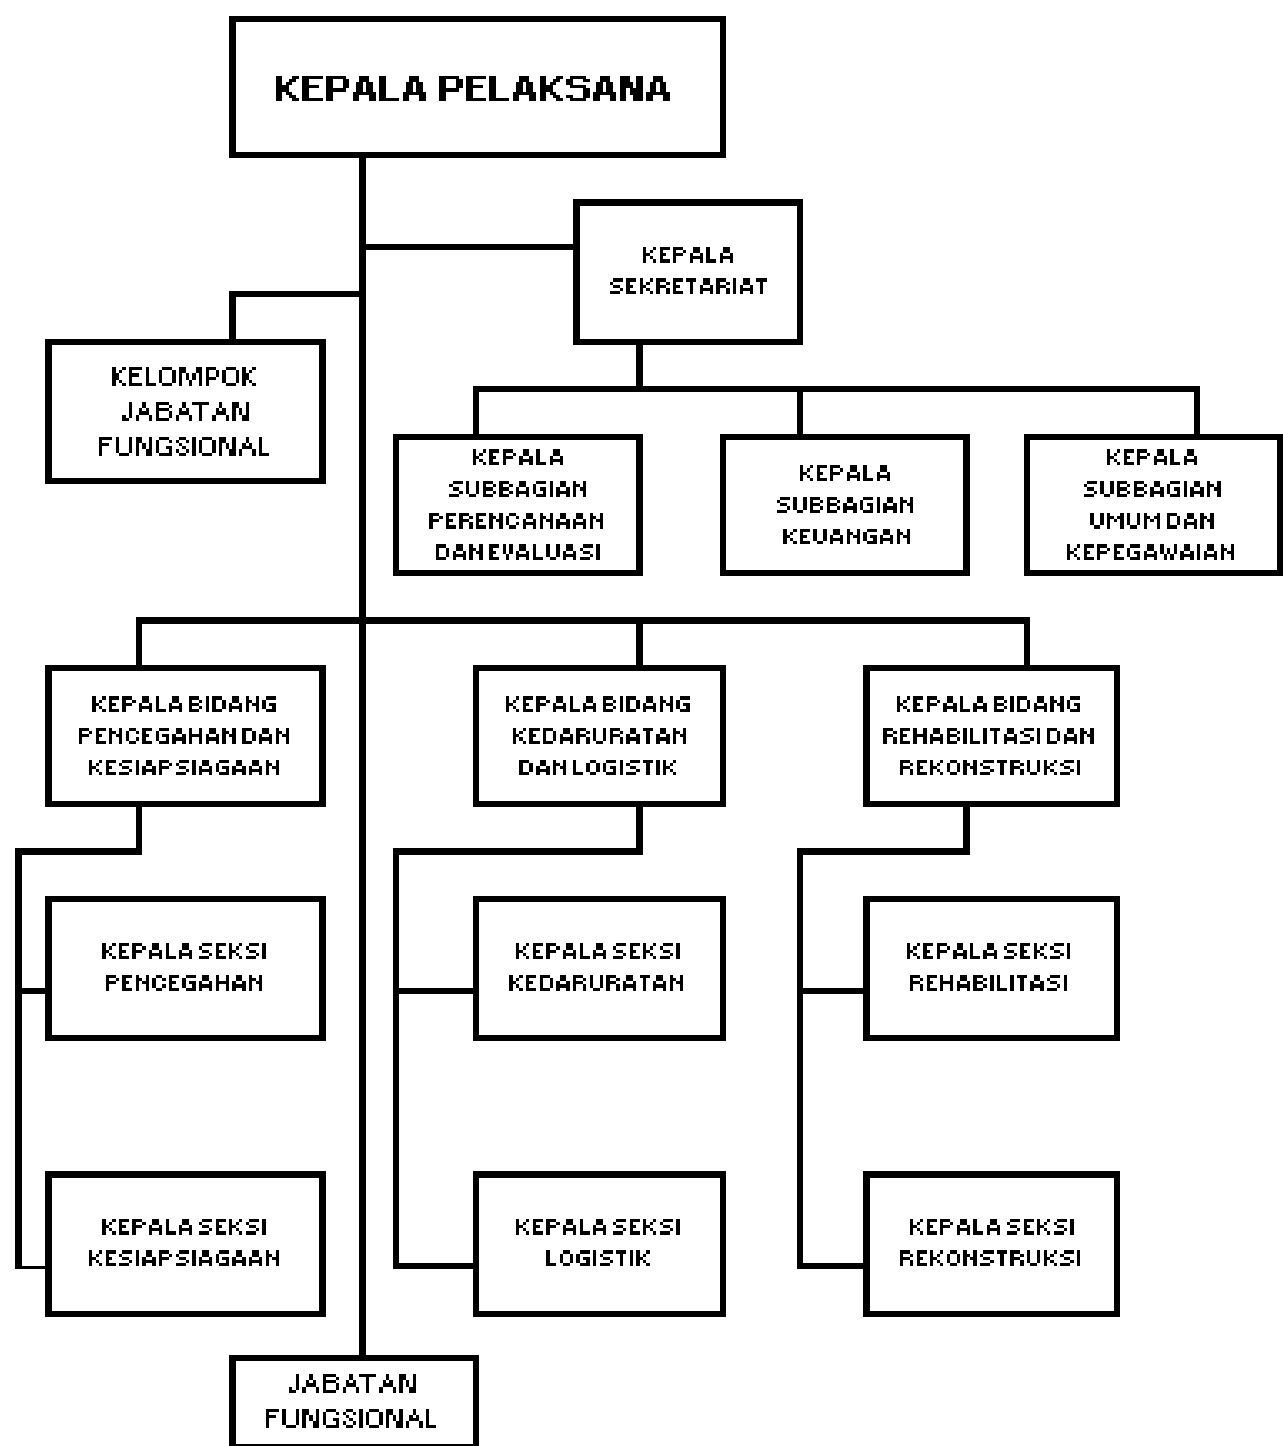 KEPALA PELAKSANA
KEPALA
SEKRETARIAT
KELOMPOK
JABATAN
FUNGSIONAL
KEPALA
SUBBAGIAN
PERENCANAAN
DAN EVALUASI
KEPALA
SUBBAGIAN
KEUANGAN
KEPALA
SUBBAGIAN
UMUM DAN
KEPEGAWAIAN
KEPALA BIDANG
PENCEGAHAN DAN
KESIAPSIAGAAN
KEPALA BIDANG
KEDARURATAN
DAN LOGISTIK
KEPALA BIDANG
REHABILITASI DAN
REKONSTRUKSI
KEPALA SEKSI
PENCEGAHAN
KEPALA SEKSI
KEDARURATAN
KEPALA SEKSI
REHABILITASI
KEPALA SEKSI
KESIAPSIAGAAN
KEPALA SEKSI
LOGISTIK
KEPALA SEKSI
REKONSTRUKSI
JABATAN
FUNGSIONAL